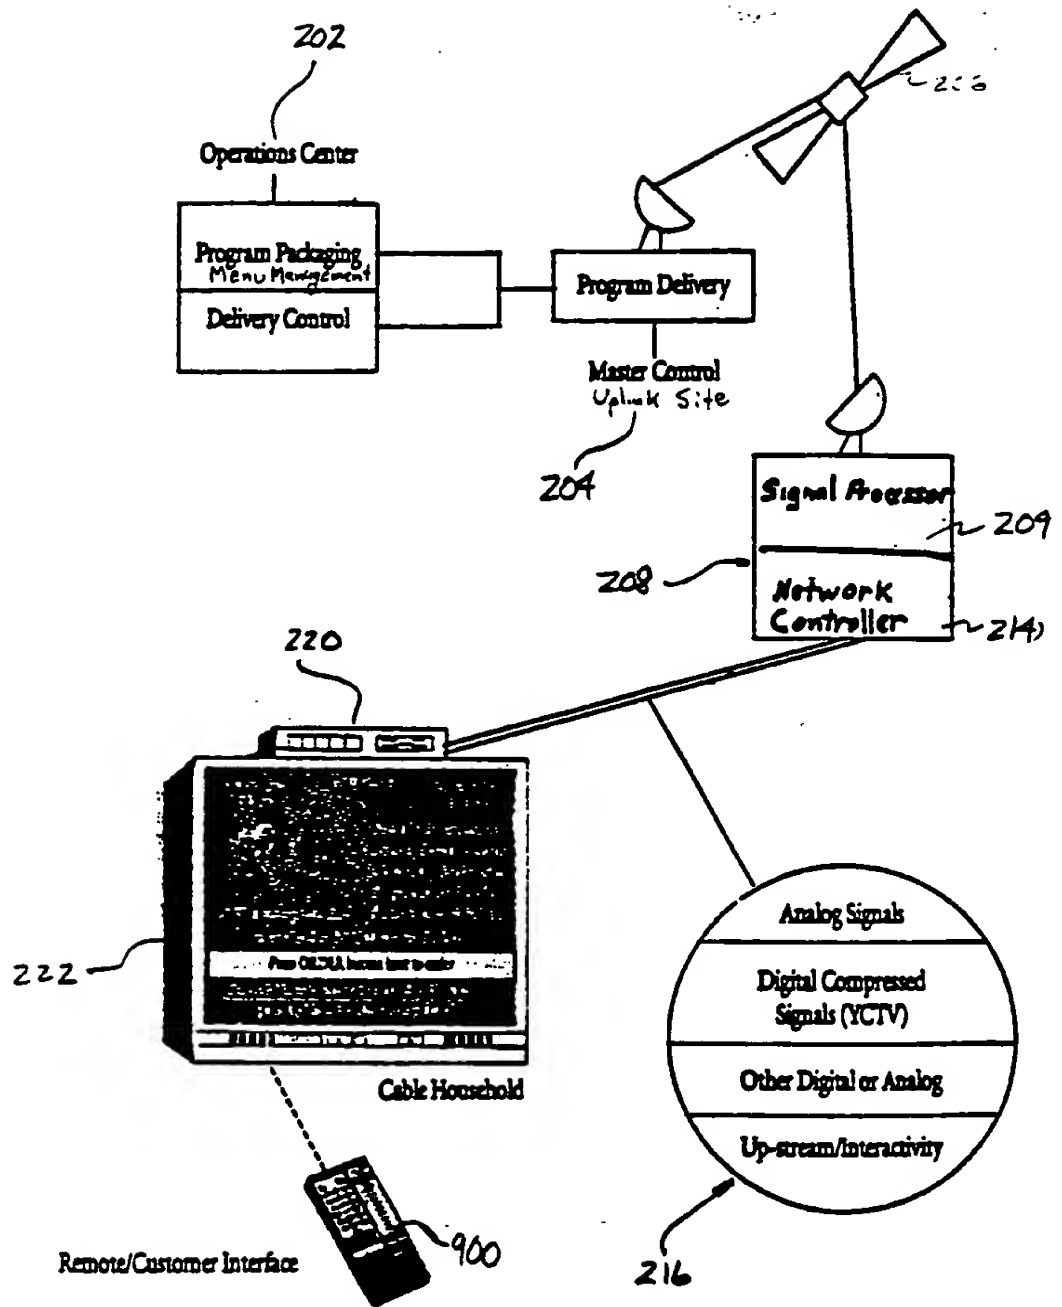 202
Operations Center
Program Packaging
Menu Management
Delivery Control
Program Delivery
Master Control
Uplink Site
204
Signal Processor
209
208
Network
Controller
214
220
222
Cable Household
Analog Signals
Digital Compressed
Signals (YCTV)
Other Digital or Analog
Up-stream/Interactivity
216
900
Remote/Customer Interface